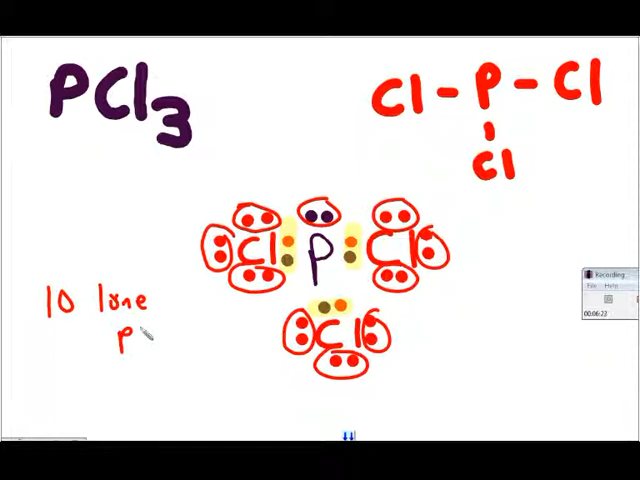 PCl3
Cl - P - Cl
Cl
Cl P Cl
Cl
10 lone
p
Recording
File Help
00:06:23